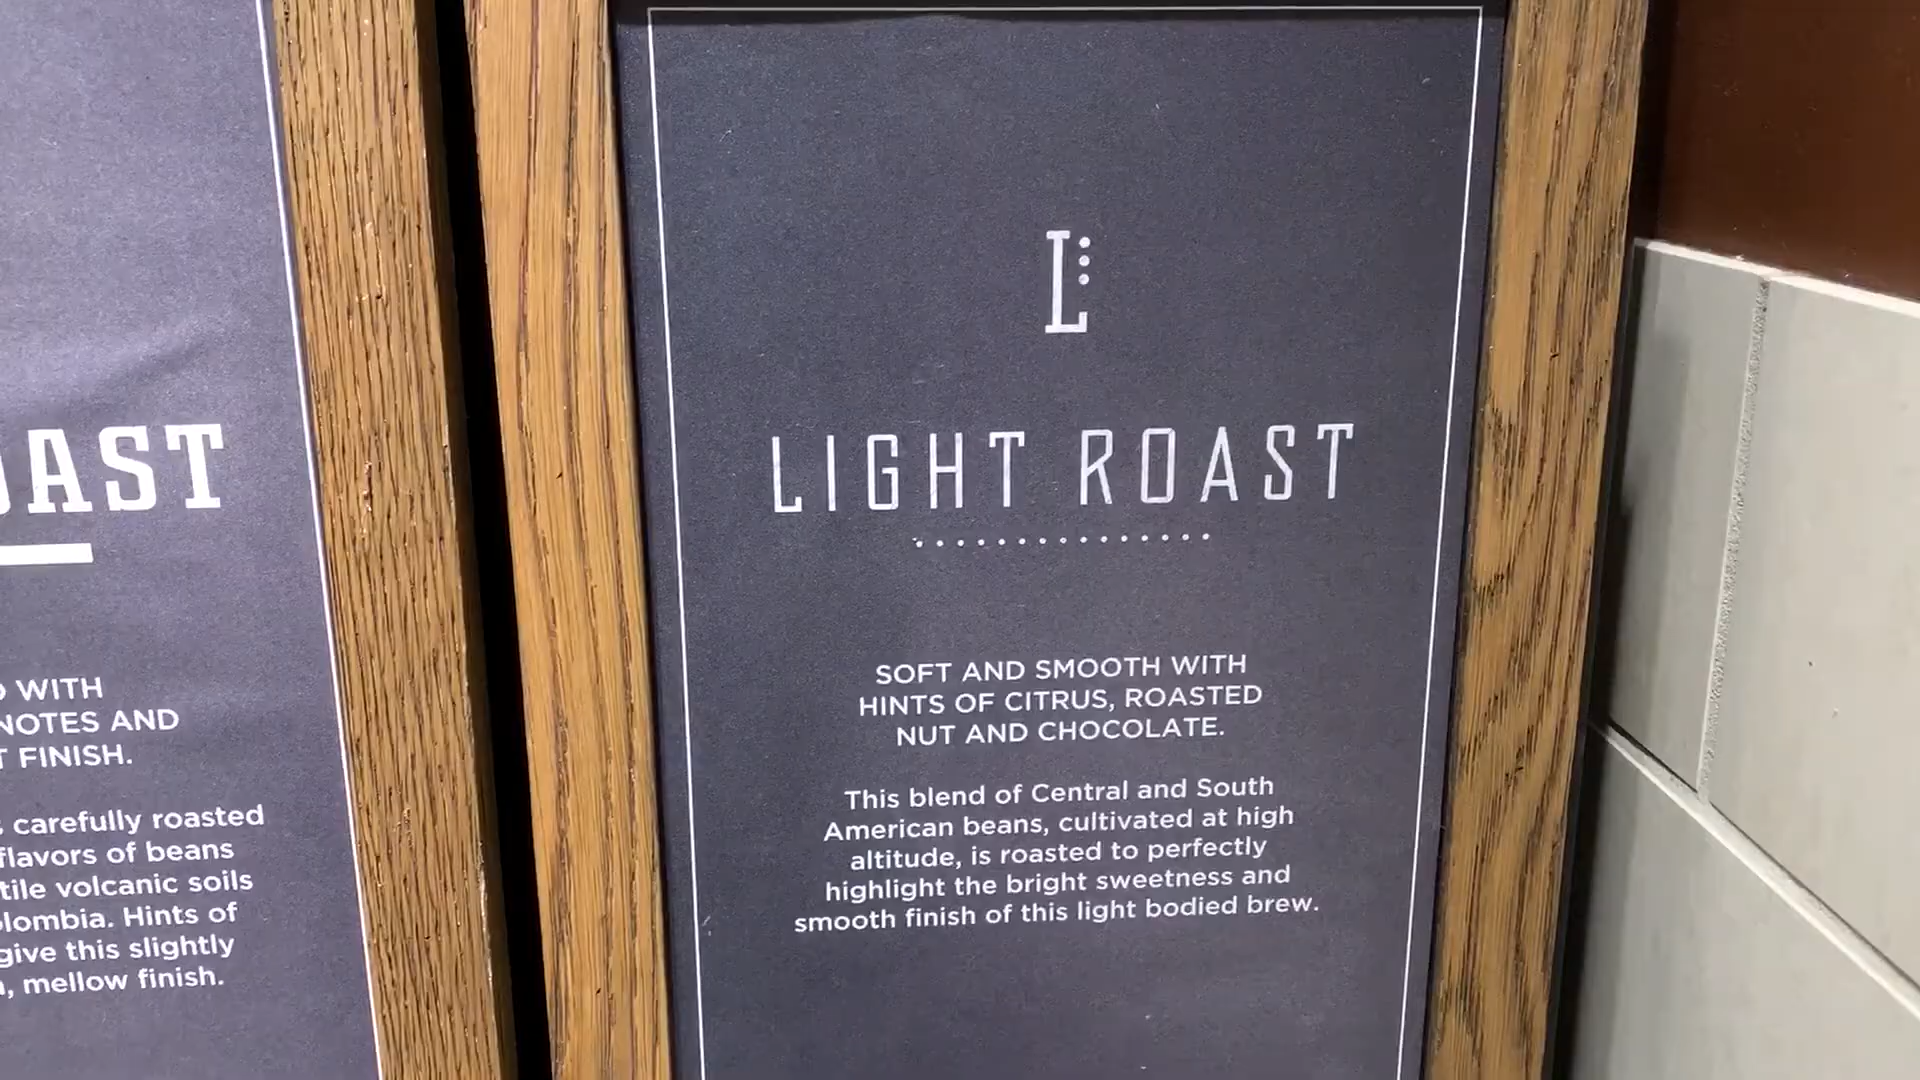 AST
WITH
NOTES AND
FINISH.
carefully roasted
flavors of beans
volcanic soils
Hints of
give this slightly
mellow finish.
L
LIGHT ROAST
SOFT AND SMOOTH WITH
HINTS OF CITRUS, ROASTED
NUT AND CHOCOLATE.
This blend of Central and South
American beans, cultivated at high
altitude, is roasted to perfectly
highlight the bright sweetness and
smooth finish of this light bodied brew.